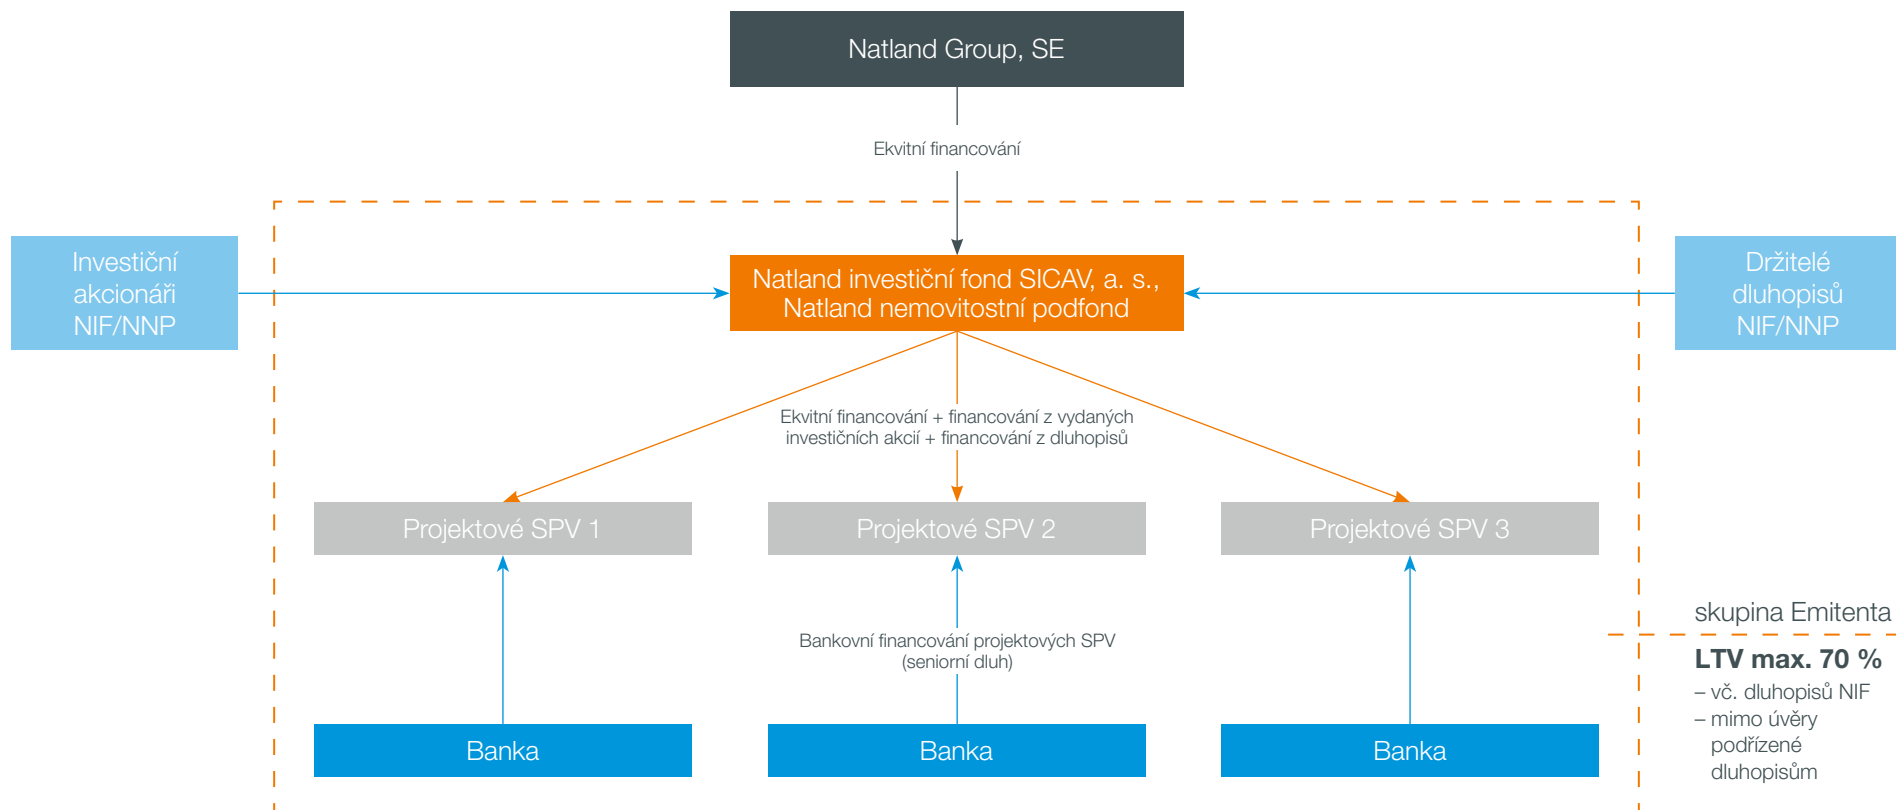 Natland Group, SE
Ekvitní financování
Investiční
akcionáři
NIF/NNP
Natland investiční fond SICAV, a. s.,
Natland nemovitostní podfond
Držitelé
dluhopisů
NIF/NNP
Ekvitní financování + financování z vydaných
investičních akcií + financování z dluhopisů
Projektové SPV 1
Projektové SPV 2
Projektové SPV 3
Bankovní financování projektových SPV
(seniorní dluh)
Banka
Banka
Banka
skupina Emitenta
LTV max. 70 %
– vč. dluhopisů NIF
– mimo úvěry
podřízené
dluhopisům